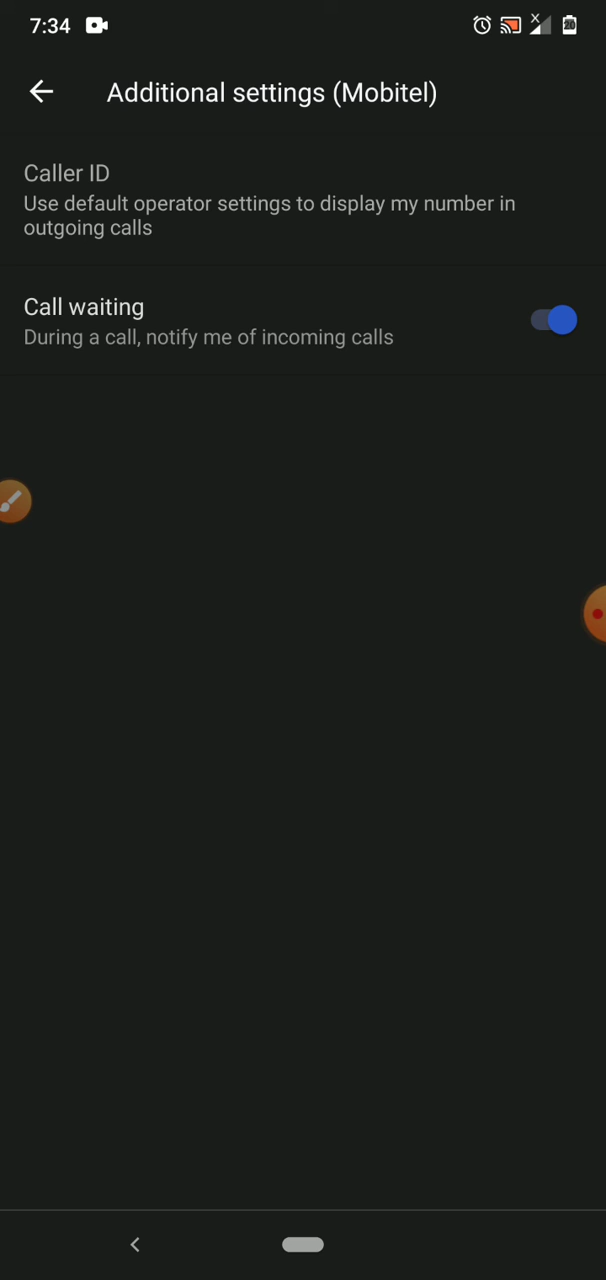 7:34
20
Additional settings (Mobitel)
Caller ID
Use default operator settings to display my number in
outgoing calls
Call waiting
During a call, notify me of incoming calls